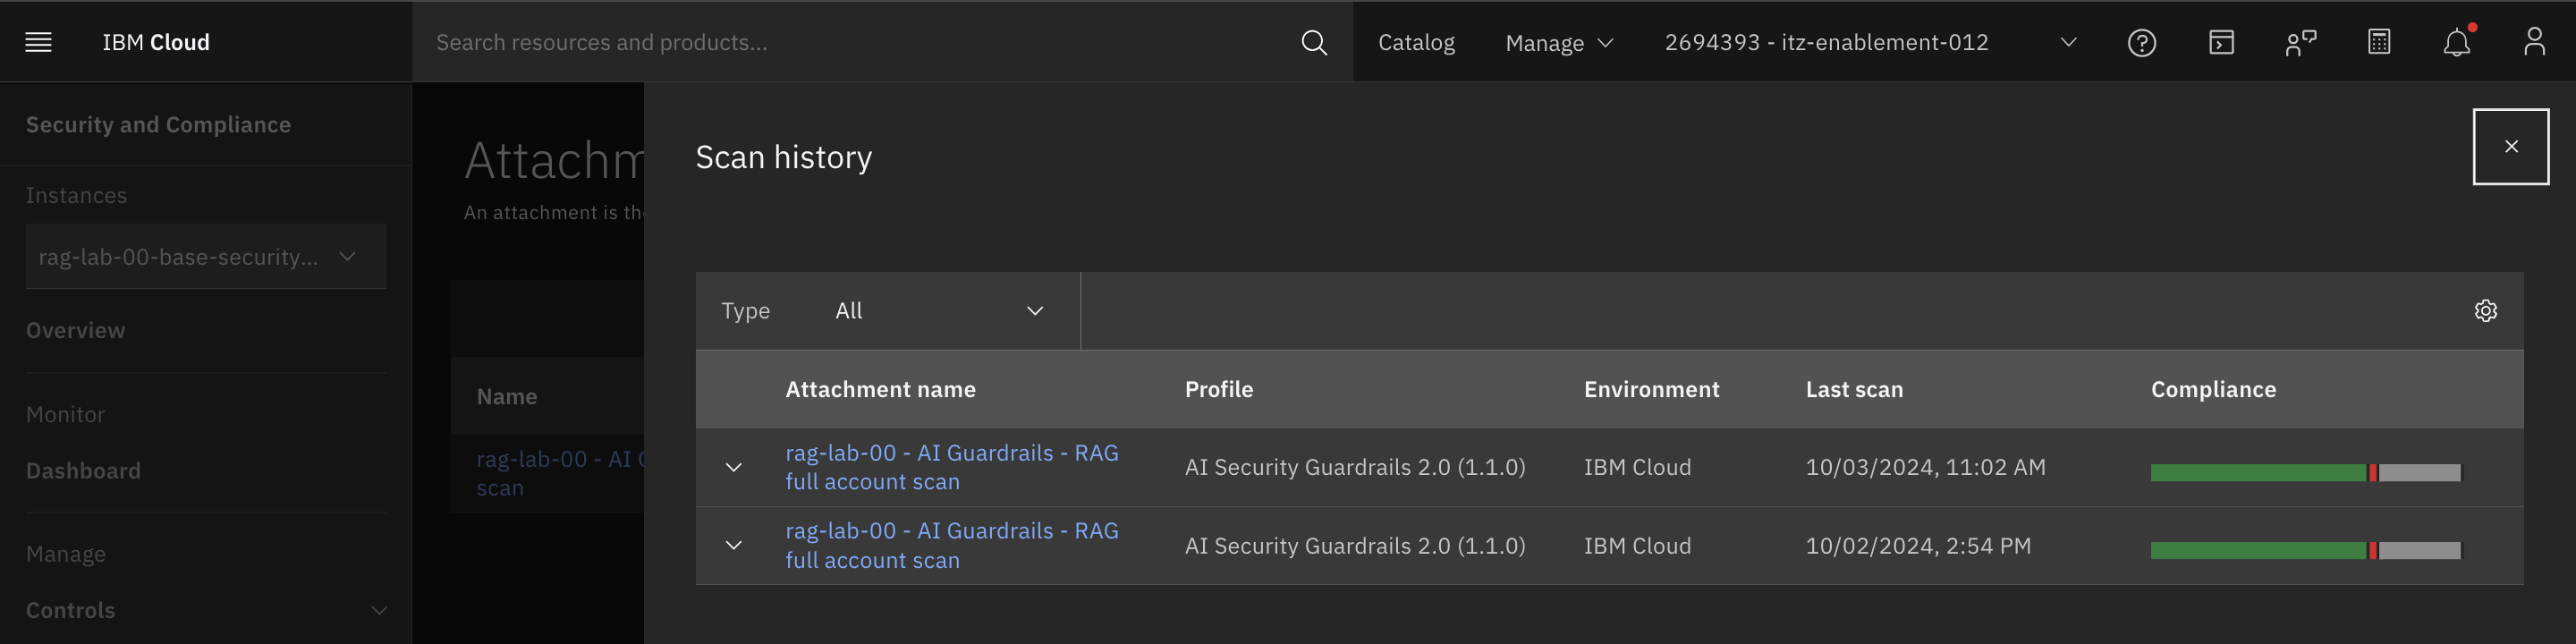 IBM Cloud
Search resources and products...
Catalog
Manage
2694393 - itz-enablement-012
Security and Compliance
Instances
rag-lab-00-base-security...
Overview
Monitor
Dashboard
Manage
Controls
Attachm
An attachment is th
Name
rag-lab-00 - AI G
scan
Scan history
Type All
Attachment name Profile Environment Last scan Compliance
rag-lab-00 - AI Guardrails - RAG
full account scan
AI Security Guardrails 2.0 (1.1.0) IBM Cloud 10/03/2024, 11:02 AM
rag-lab-00 - AI Guardrails - RAG
full account scan
AI Security Guardrails 2.0 (1.1.0) IBM Cloud 10/02/2024, 2:54 PM